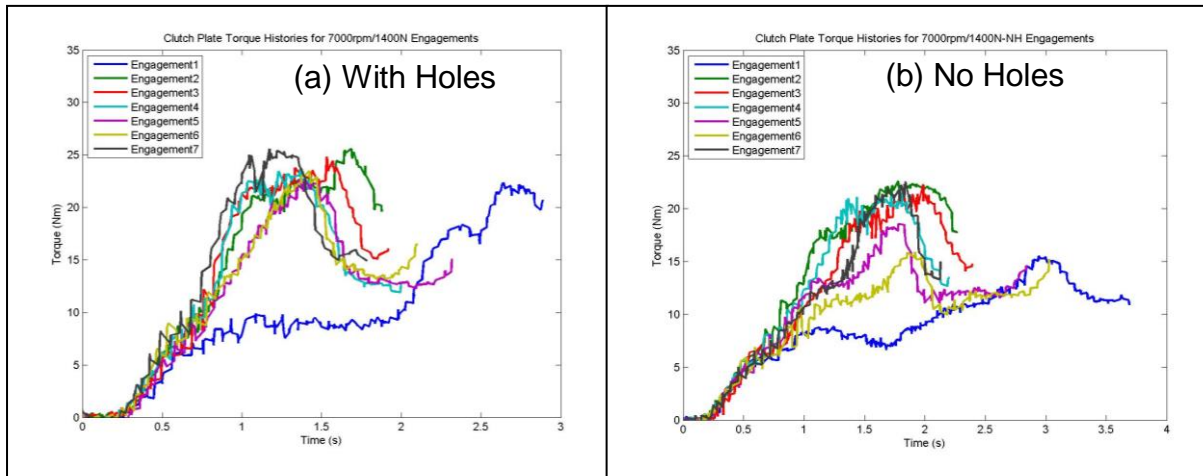 Clutch Plate Torque Histories for 7000rpm/1400N Engagements
(a) With Holes
Engagement1
Engagement2
Engagement3
Engagement4
Engagement5
Engagement6
Engagement7
Torque (Nm)
35
30
25
20
15
10
5
0
0 0.5 1 1.5 2 2.5 3
Time (s)
Clutch Plate Torque Histories for 7000rpm/1400N-NH Engagements
(b) No Holes
Engagement1
Engagement2
Engagement3
Engagement4
Engagement5
Engagement6
Engagement7
Torque (Nm)
35
30
25
20
15
10
5
0
0 0.5 1 1.5 2 2.5 3 3.5 4
Time (s)